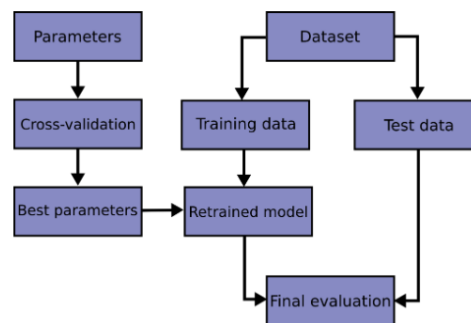 Parameters
Dataset
Cross-validation
Training data
Test data
Best parameters
Retrained model
Final evaluation